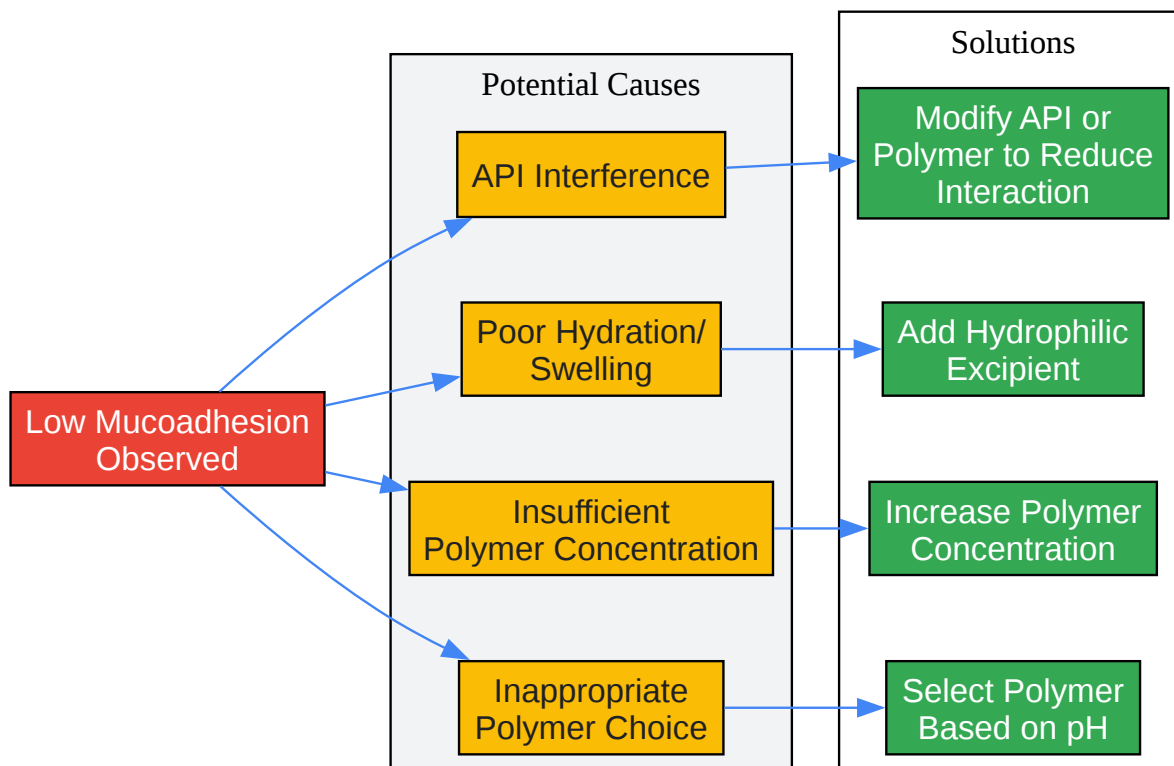 Solutions
Potential Causes
Modify API or
Polymer to Reduce
Interaction
API Interference
Poor Hydration/
Swelling
Add Hydrophilic
Excipient
Low Mucoadhesion
Observed
Insufficient
Polymer Concentration
Increase Polymer
Concentration
Inappropriate
Polymer Choice
Select Polymer
Based on pH